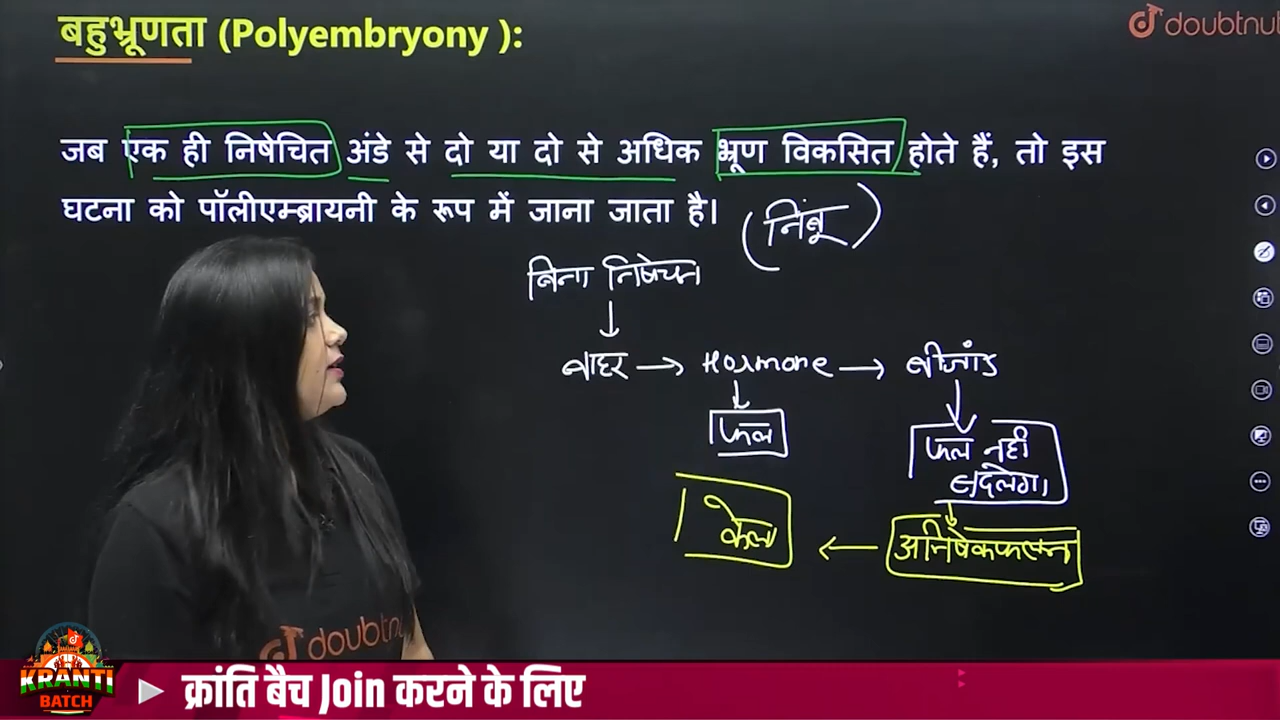 बहुभ्रूणता (Polyembryony ):
doubtnut
जब एक ही निषेचित अंडे से दो या दो से अधिक भ्रूण विकसित होते हैं, तो इस
घटना को पॉलीएम्ब्रायनी के रूप में जाना जाता है।
(निंबू)
बिना निषेचन
बाहर → Hormone → बीजांड
फल
फल नही
बदलेगा
केला ← अनिषेकफलन
doubtnu
KRANTI
BATCH
क्रांति बैच Join करने के लिए